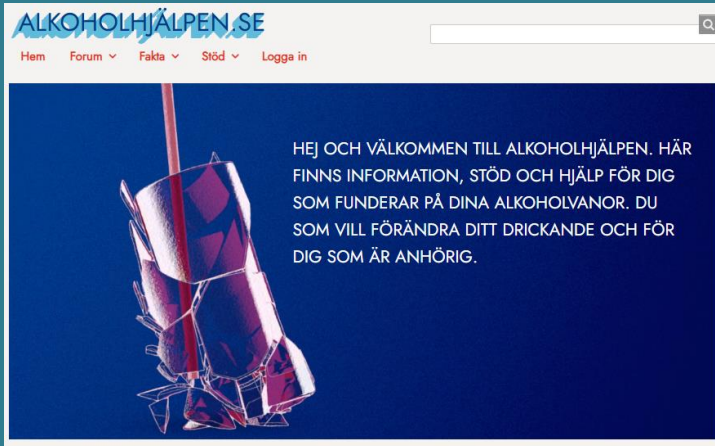 ALKOHOLHJÄLPEN.SE
Hem Forum Fakta Stöd Logga in
HEJ OCH VÄLKOMMEN TILL ALKOHOLHJÄLPEN. HÄR
FINNS INFORMATION, STÖD OCH HJÄLP FÖR DIG
SOM FUNDERAR PÅ DINA ALKOHOLVANOR. DU
SOM VILL FÖRÄNDRA DITT DRICKANDE OCH FÖR
DIG SOM ÄR ANHÖRIG.